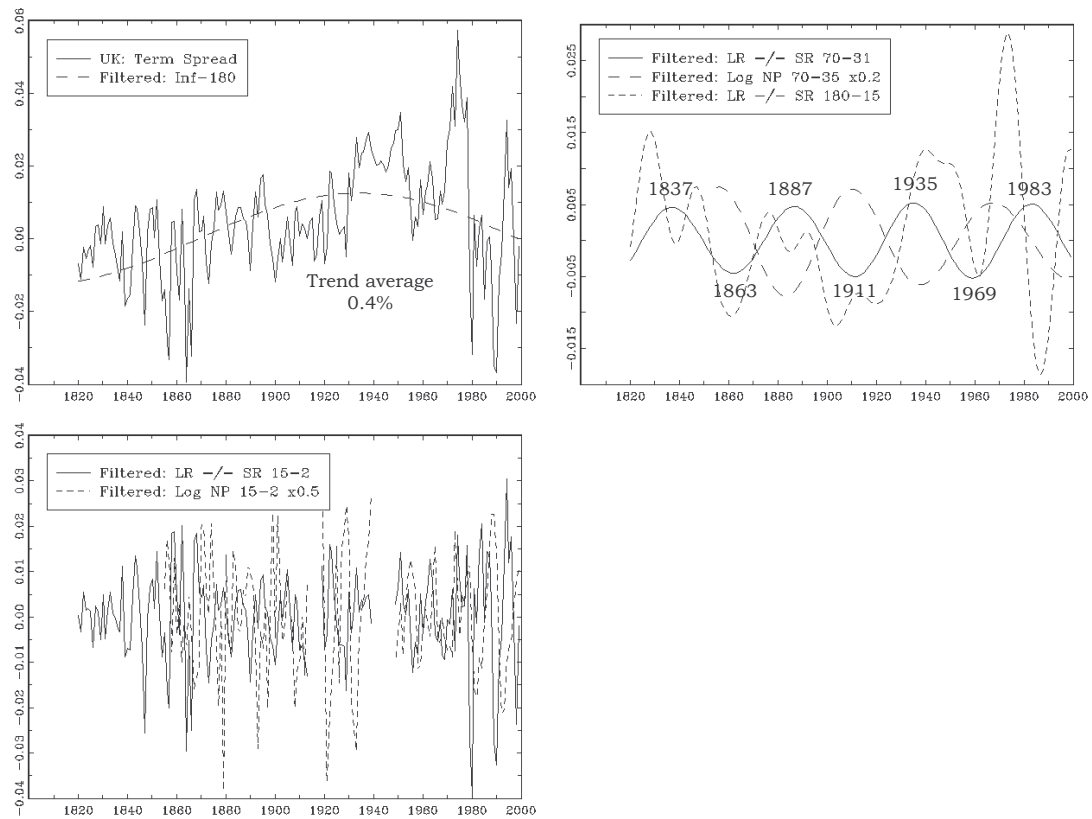 0.06
0.04
0.02
0.00
−0.02
−0.04
UK: Term Spread
Filtered: Inf−180
Trend average
0.4%
1820 1840 1860 1880 1900 1920 1940 1960 1980 2000
0.025
0.015
0.005
−0.005
−0.015
Filtered: LR −/− SR 70−31
Filtered: Log NP 70−35 x0.2
Filtered: LR −/− SR 180−15
1837 1887 1935 1983
1863 1911 1969
1820 1840 1860 1880 1900 1920 1940 1960 1980 2000
0.04
0.03
0.02
0.01
0.00
−0.01
−0.02
−0.03
−0.04
Filtered: LR −/− SR 15−2
Filtered: Log NP 15−2 x0.5
1820 1840 1860 1880 1900 1920 1940 1960 1980 2000